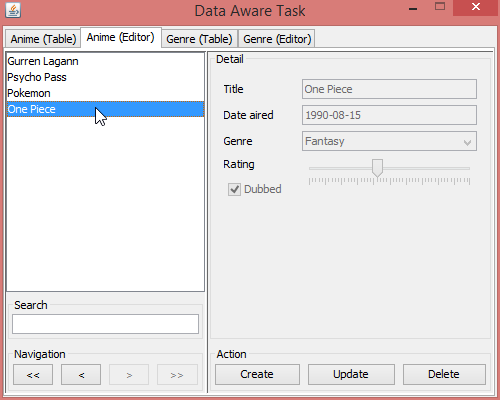 Data Aware Task
Anime (Table) Anime (Editor) Genre (Table) Genre (Editor)
Gurren Lagann
Psycho Pass
Pokemon
One Piece
Search
Navigation
<< < > >>
Detail
Title One Piece
Date aired 1990-08-15
Genre Fantasy
Rating
Dubbed
Action
Create Update Delete